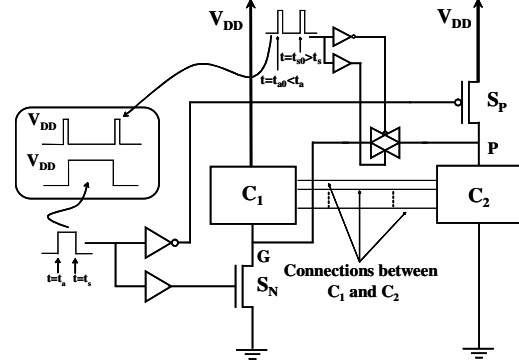 V_DD
V_DD
t=t_s0>t_s
t=t_a0<t_a
S_P
V_DD
P
V_DD
C_1
C_2
G
t=t_a t=t_s
S_N
Connections between
C_1 and C_2